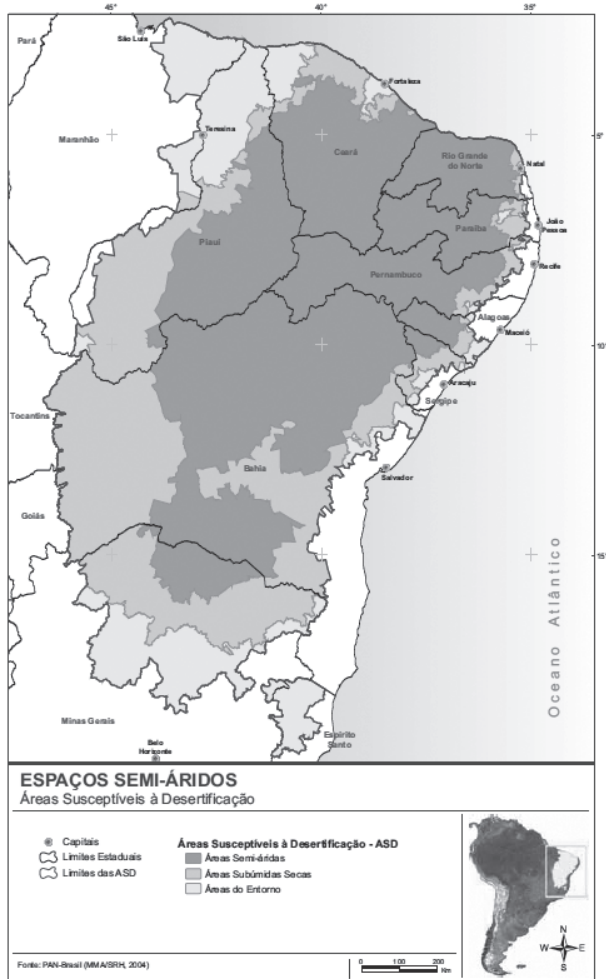 45°
40°
35°
Pará
São Luis
Fortaleza
Teresina
5°
Maranhão
Ceará
Rio Grande
do Norte
Natal
Piauí
Paraíba
João
Pessoa
Pernambuco
Recife
Alagoas
Maceió
10°
Aracaju
Sergipe
Tocantins
Bahia
Salvador
Goiás
15°
Oceano Atlântico
Minas Gerais
Belo
Horizonte
Espírito
Santo
ESPAÇOS SEMI-ÁRIDOS
Áreas Susceptíveis à Desertificação
Capitais
Limites Estaduais
Limites das ASD
Áreas Susceptíveis à Desertificação - ASD
Áreas Semi-áridas
Áreas Subúmidas Secas
Áreas do Entorno
N
W E
S
Fonte: PAN-Brasil (MMA/SRH, 2004)
0 100 200
Km